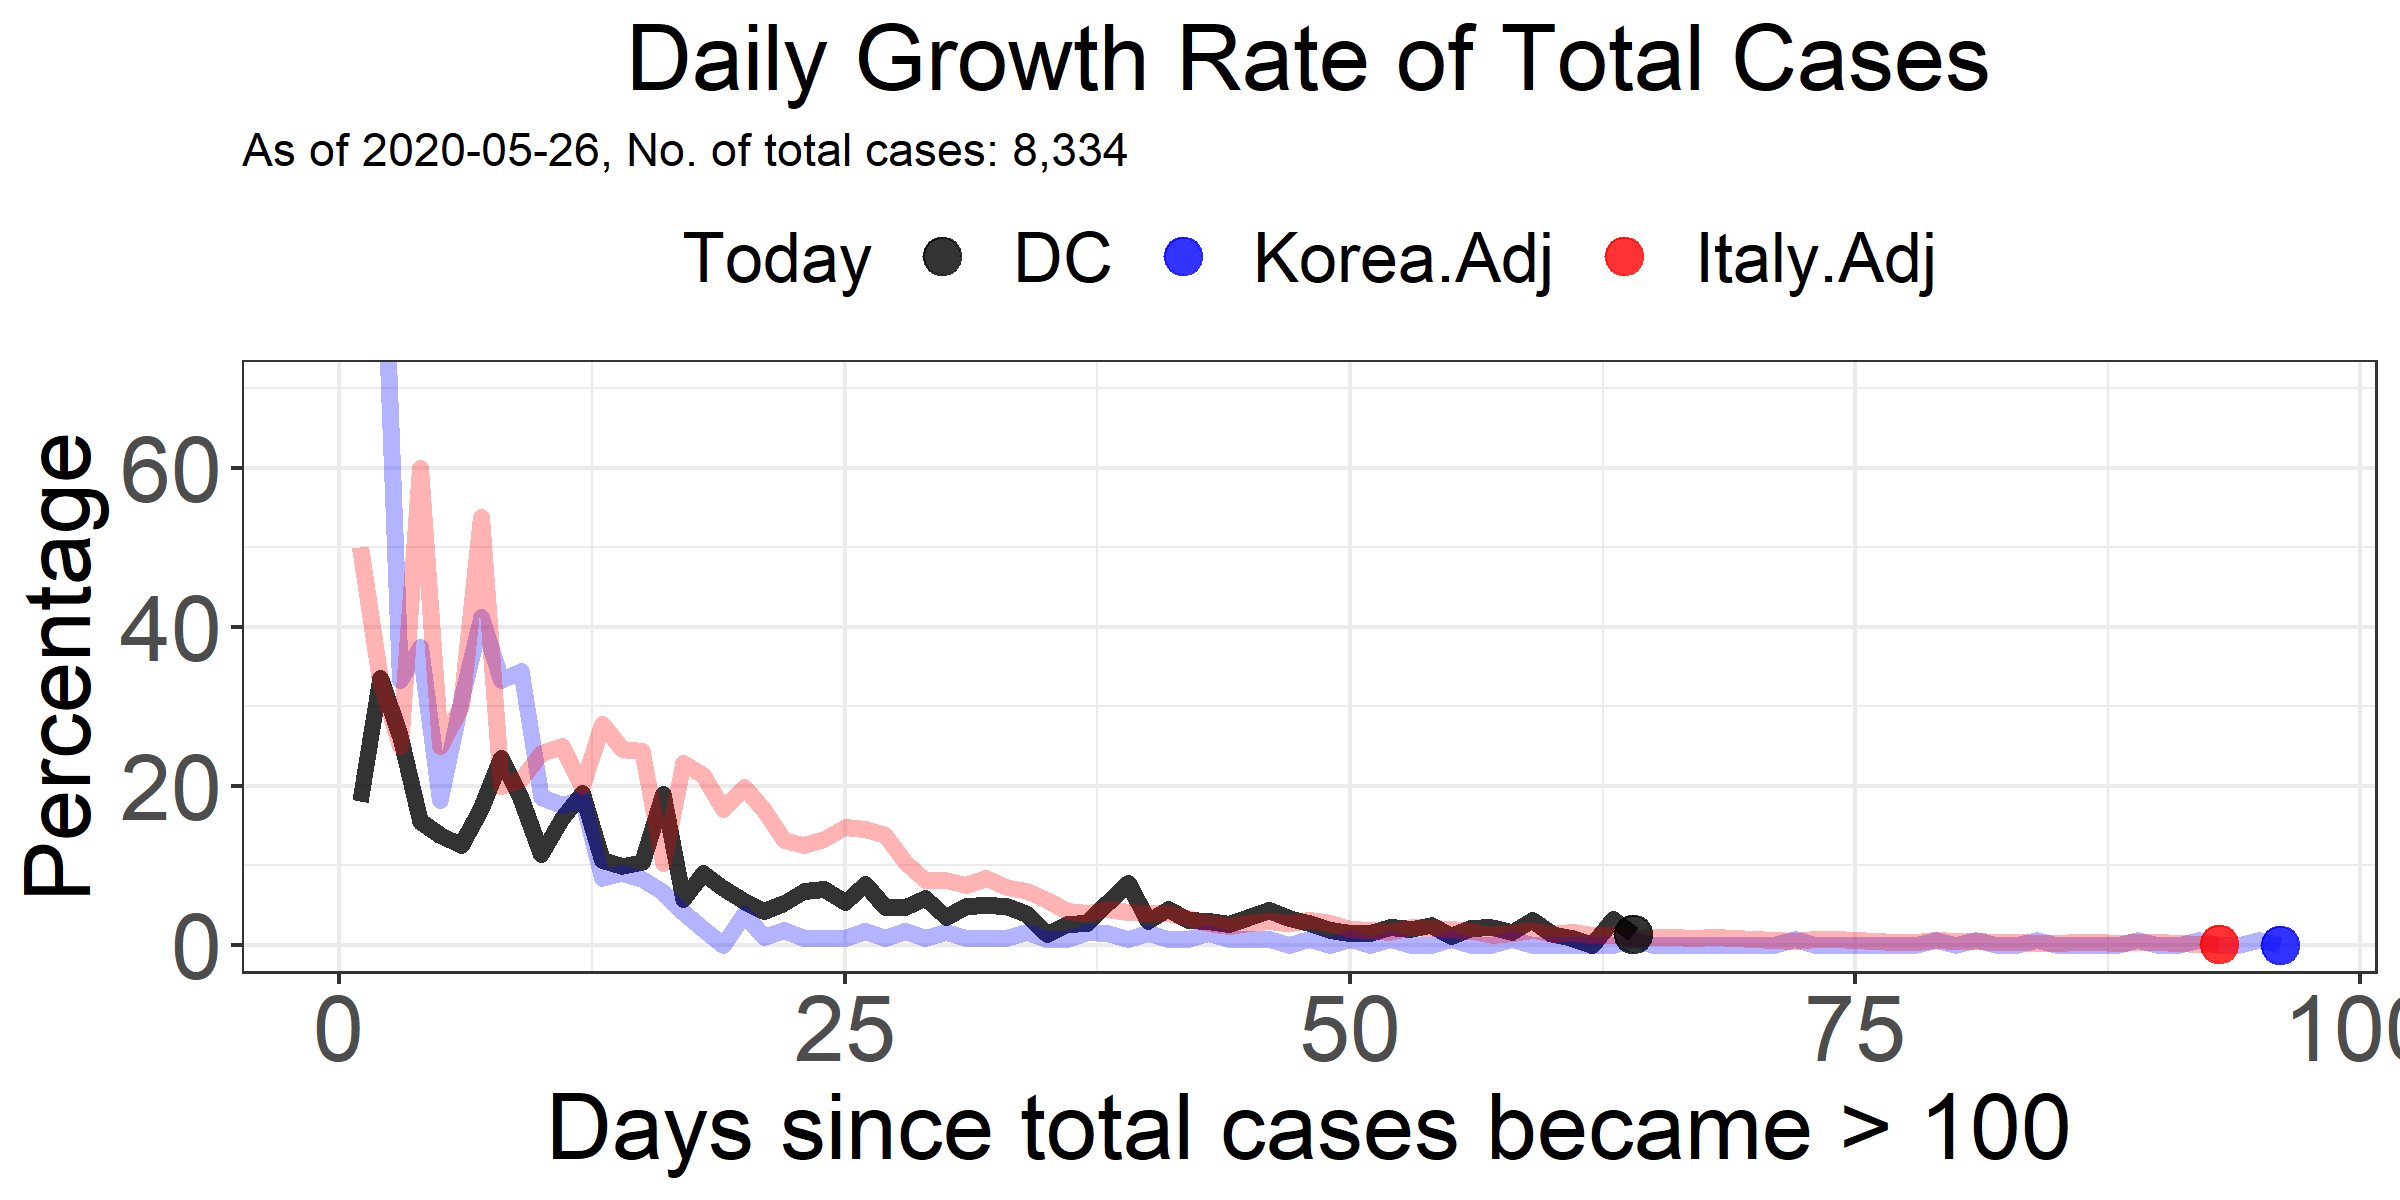 Daily Growth Rate of Total Cases
As of 2020-05-26, No. of total cases: 8,334
Today DC Korea.Adj Italy.Adj
Percentage
60
40
20
0
0 25 50 75 100
Days since total cases became > 100